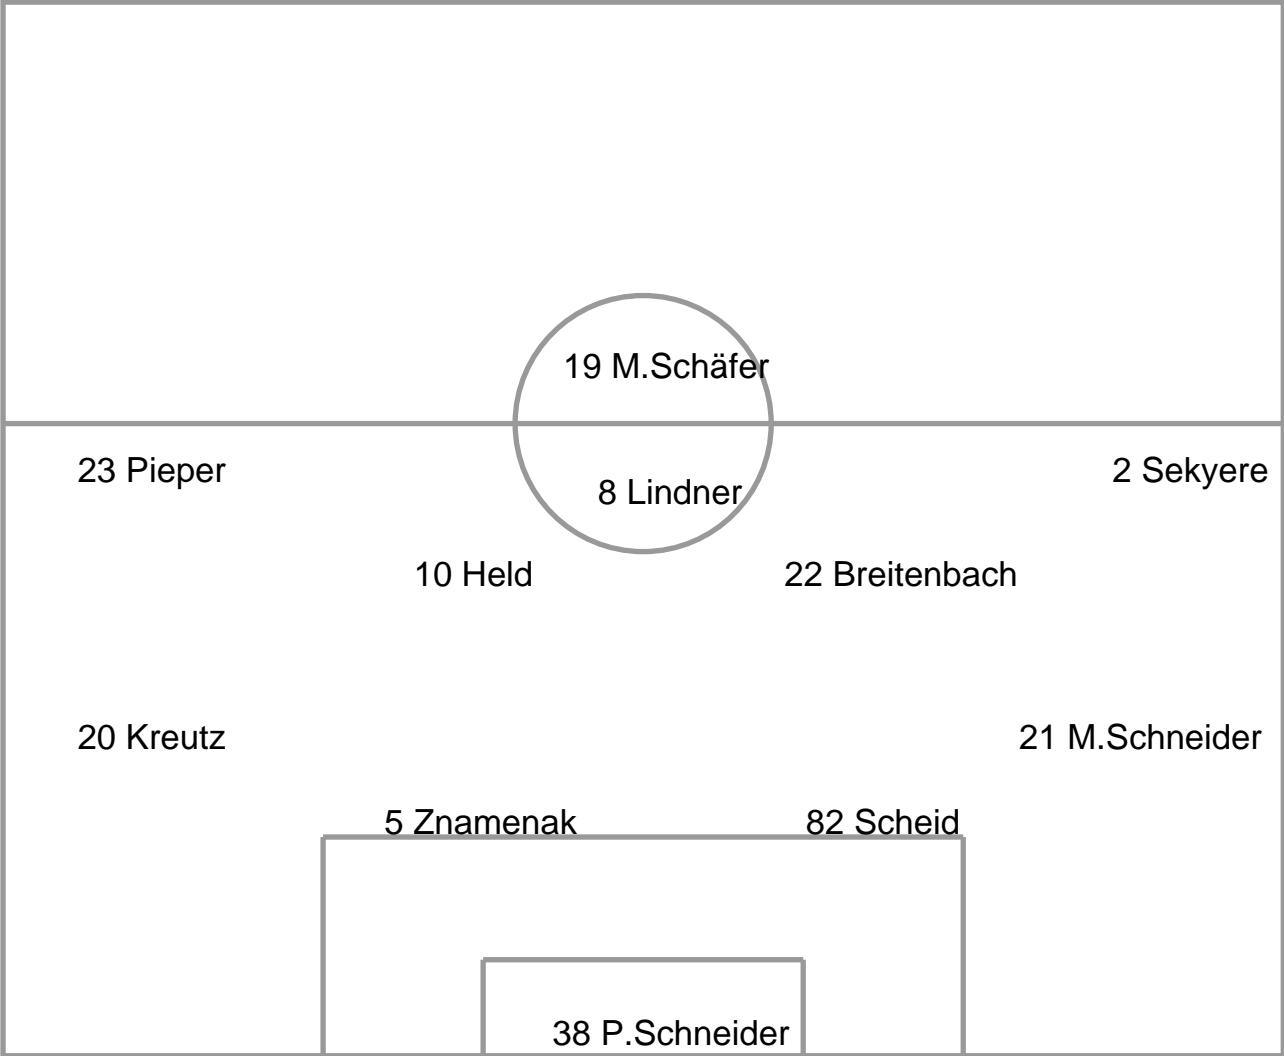 19 M.Schäfer
23 Pieper
2 Sekyere
8 Lindner
10 Held
22 Breitenbach
20 Kreutz
21 M.Schneider
5 Znamenak
82 Scheid
38 P.Schneider